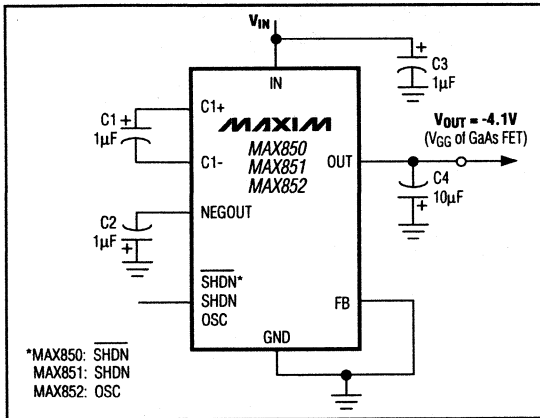 VIN
IN
C1+
C1
1µF
C1-
C2
1µF
NEGOUT
MAXIM
MAX850
MAX851
MAX852
OUT
C3
1µF
VOUT = -4.1V
(VGG of GaAs FET)
C4
10µF
SHDN*
SHDN
OSC
FB
GND
*MAX850: SHDN
MAX851: SHDN
MAX852: OSC